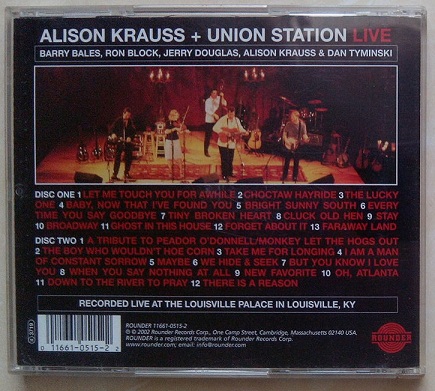 ALISON KRAUSS + UNION STATION LIVE
BARRY BALES, RON BLOCK, JERRY DOUGLAS, ALISON KRAUSS & DAN TYMINSKI
DISC ONE 1 LET ME TOUCH YOU FOR AWHILE 2 CHOCTAW HAYRIDE 3 THE LUCKY
ONE 4 BABY, NOW THAT I'VE FOUND YOU 5 BRIGHT SUNNY SOUTH 6 EVERY
TIME YOU SAY GOODBYE 7 TINY BROKEN HEART 8 CLUCK OLD HEN 9 STAY
10 BROADWAY 11 GHOST IN THIS HOUSE 12 FORGET ABOUT IT 13 FARAWAY LAND
DISC TWO 1 A TRIBUTE TO PEADOR O'DONNELL/MONKEY LET THE HOGS OUT
2 THE BOY WHO WOULDN'T HOE CORN 3 TAKE ME FOR LONGING 4 I AM A MAN
OF CONSTANT SORROW 5 MAYBE 6 WE HIDE & SEEK 7 BUT YOU KNOW I LOVE
YOU 8 WHEN YOU SAY NOTHING AT ALL 9 NEW FAVORITE 10 OH, ATLANTA
11 DOWN TO THE RIVER TO PRAY 12 THERE IS A REASON
RECORDED LIVE AT THE LOUISVILLE PALACE IN LOUISVILLE, KY
ROUNDER 11661-0515-2
℗ © 2002 Rounder Records Corp., One Camp Street, Cambridge, Massachusetts 02140 USA.
ROUNDER is a registered trademark of Rounder Records Corp.
www.rounder.com; email: info@rounder.com
0 11661-0515-2 2
ROUNDER